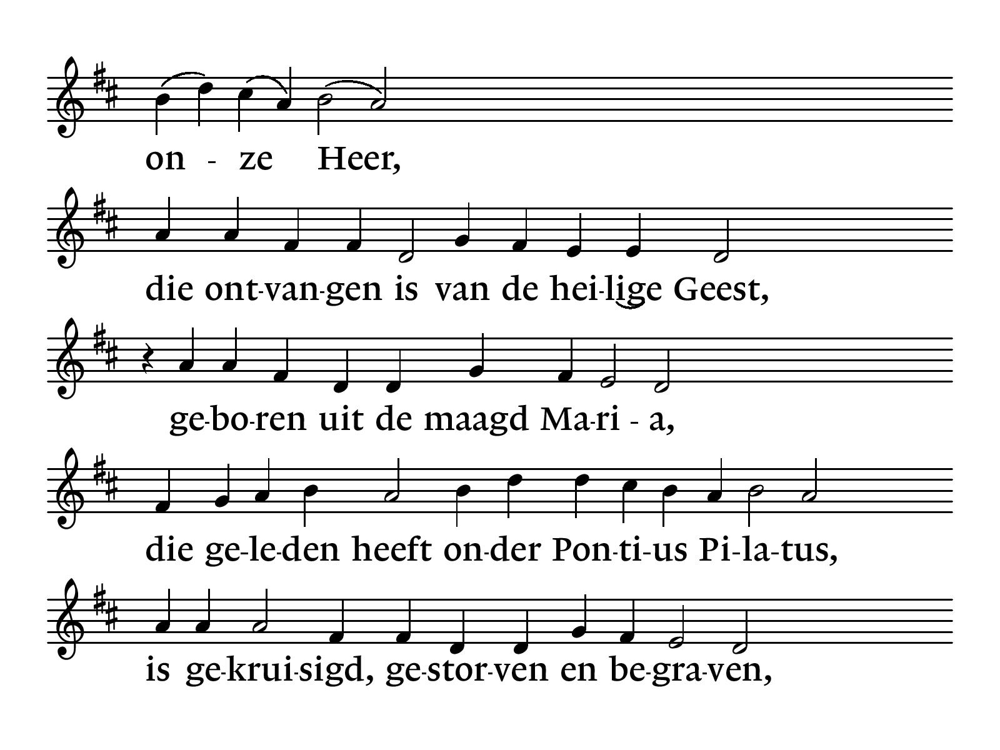 on - ze Heer,
die ont-van-gen is van de hei-lige Geest,
ge-bo-ren uit de maagd Ma-ri - a,
die ge-le-den heeft on-der Pon-ti-us Pi-la-tus,
is ge-krui-sigd, ge-stor-ven en be-gra-ven,